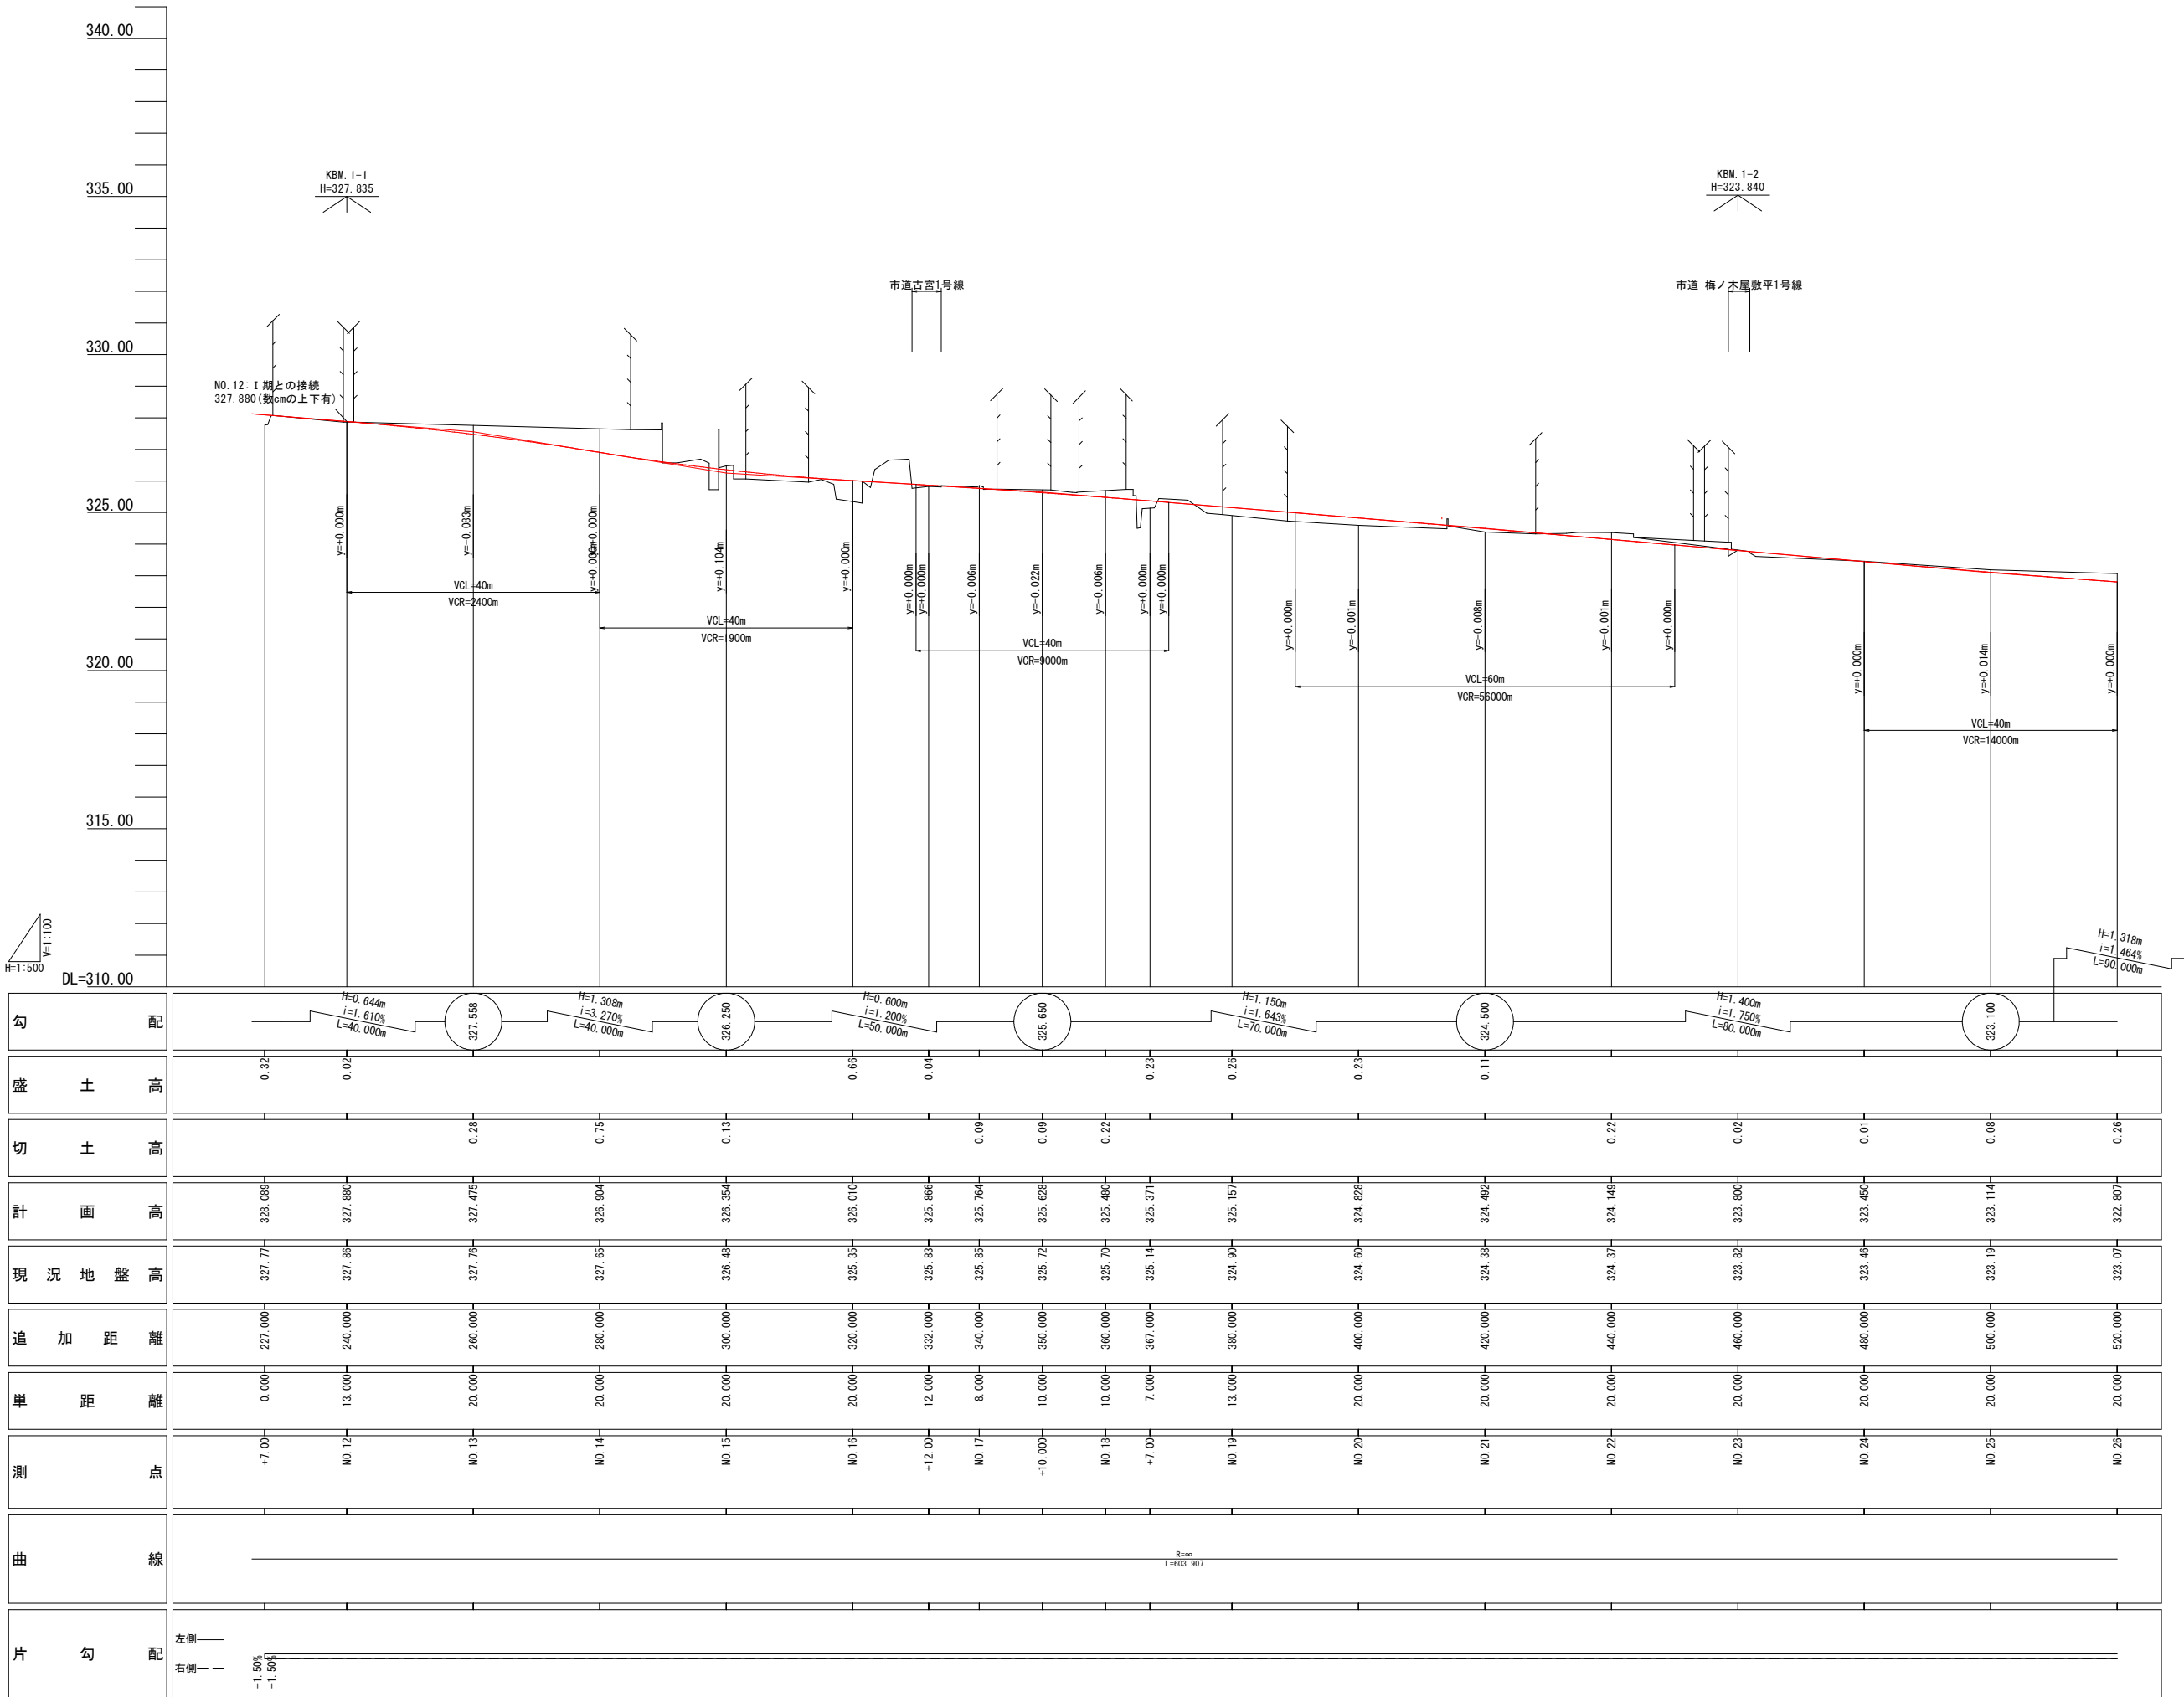 340.00
335.00
330.00
325.00
320.00
315.00
DL=310.00
V=1:100
H=1:500
KBM.1-1
H=327.835
KBM.1-2
H=323.840
市道古宮1号線
市道 梅ノ木屋敷平1号線
NO.12:Ⅰ期との接続
327.880(数cmの上下有)
y=+0.000m
y=-0.083m
y=+0.000m
y=+0.000m
y=+0.104m
y=+0.000m
y=+0.000m
y=+0.000m
y=-0.006m
y=-0.022m
y=-0.006m
y=+0.000m
y=+0.000m
y=+0.000m
y=-0.001m
y=-0.008m
y=-0.001m
y=+0.000m
y=+0.000m
y=+0.014m
y=+0.000m
VCL=40m
VCR=2400m
VCL=40m
VCR=1900m
VCL=40m
VCR=9000m
VCL=60m
VCR=56000m
VCL=40m
VCR=14000m
勾配
H=0.644m
i=1.610%
L=40.000m
327.558
H=1.308m
i=3.270%
L=40.000m
326.250
H=0.600m
i=1.200%
L=50.000m
325.650
H=1.150m
i=1.643%
L=70.000m
324.500
H=1.400m
i=1.750%
L=80.000m
323.100
H=1.318m
i=1.464%
L=90.000m
盛土高
0.32
0.02
0.66
0.04
0.23
0.26
0.23
0.11
切土高
0.28
0.75
0.13
0.09
0.09
0.22
0.22
0.02
0.01
0.08
0.26
計画高
328.089
327.880
327.475
326.904
326.354
326.010
325.866
325.764
325.628
325.480
325.371
325.157
324.828
324.492
324.149
323.800
323.450
323.114
322.807
現況地盤高
327.77
327.86
327.76
327.65
326.48
325.35
325.83
325.85
325.72
325.70
325.14
324.90
324.60
324.38
324.37
323.82
323.46
323.19
323.07
追加距離
227.000
240.000
260.000
280.000
300.000
320.000
332.000
340.000
350.000
360.000
367.000
380.000
400.000
420.000
440.000
460.000
480.000
500.000
520.000
単距離
0.000
13.000
20.000
20.000
20.000
20.000
12.000
8.000
10.000
10.000
7.000
13.000
20.000
20.000
20.000
20.000
20.000
20.000
20.000
測点
+7.00
NO.12
NO.13
NO.14
NO.15
NO.16
+12.00
NO.17
+10.000
NO.18
+7.00
NO.19
NO.20
NO.21
NO.22
NO.23
NO.24
NO.25
NO.26
曲線
R=∞
L=603.907
片勾配
左側
右側
-1.50%
-1.50%